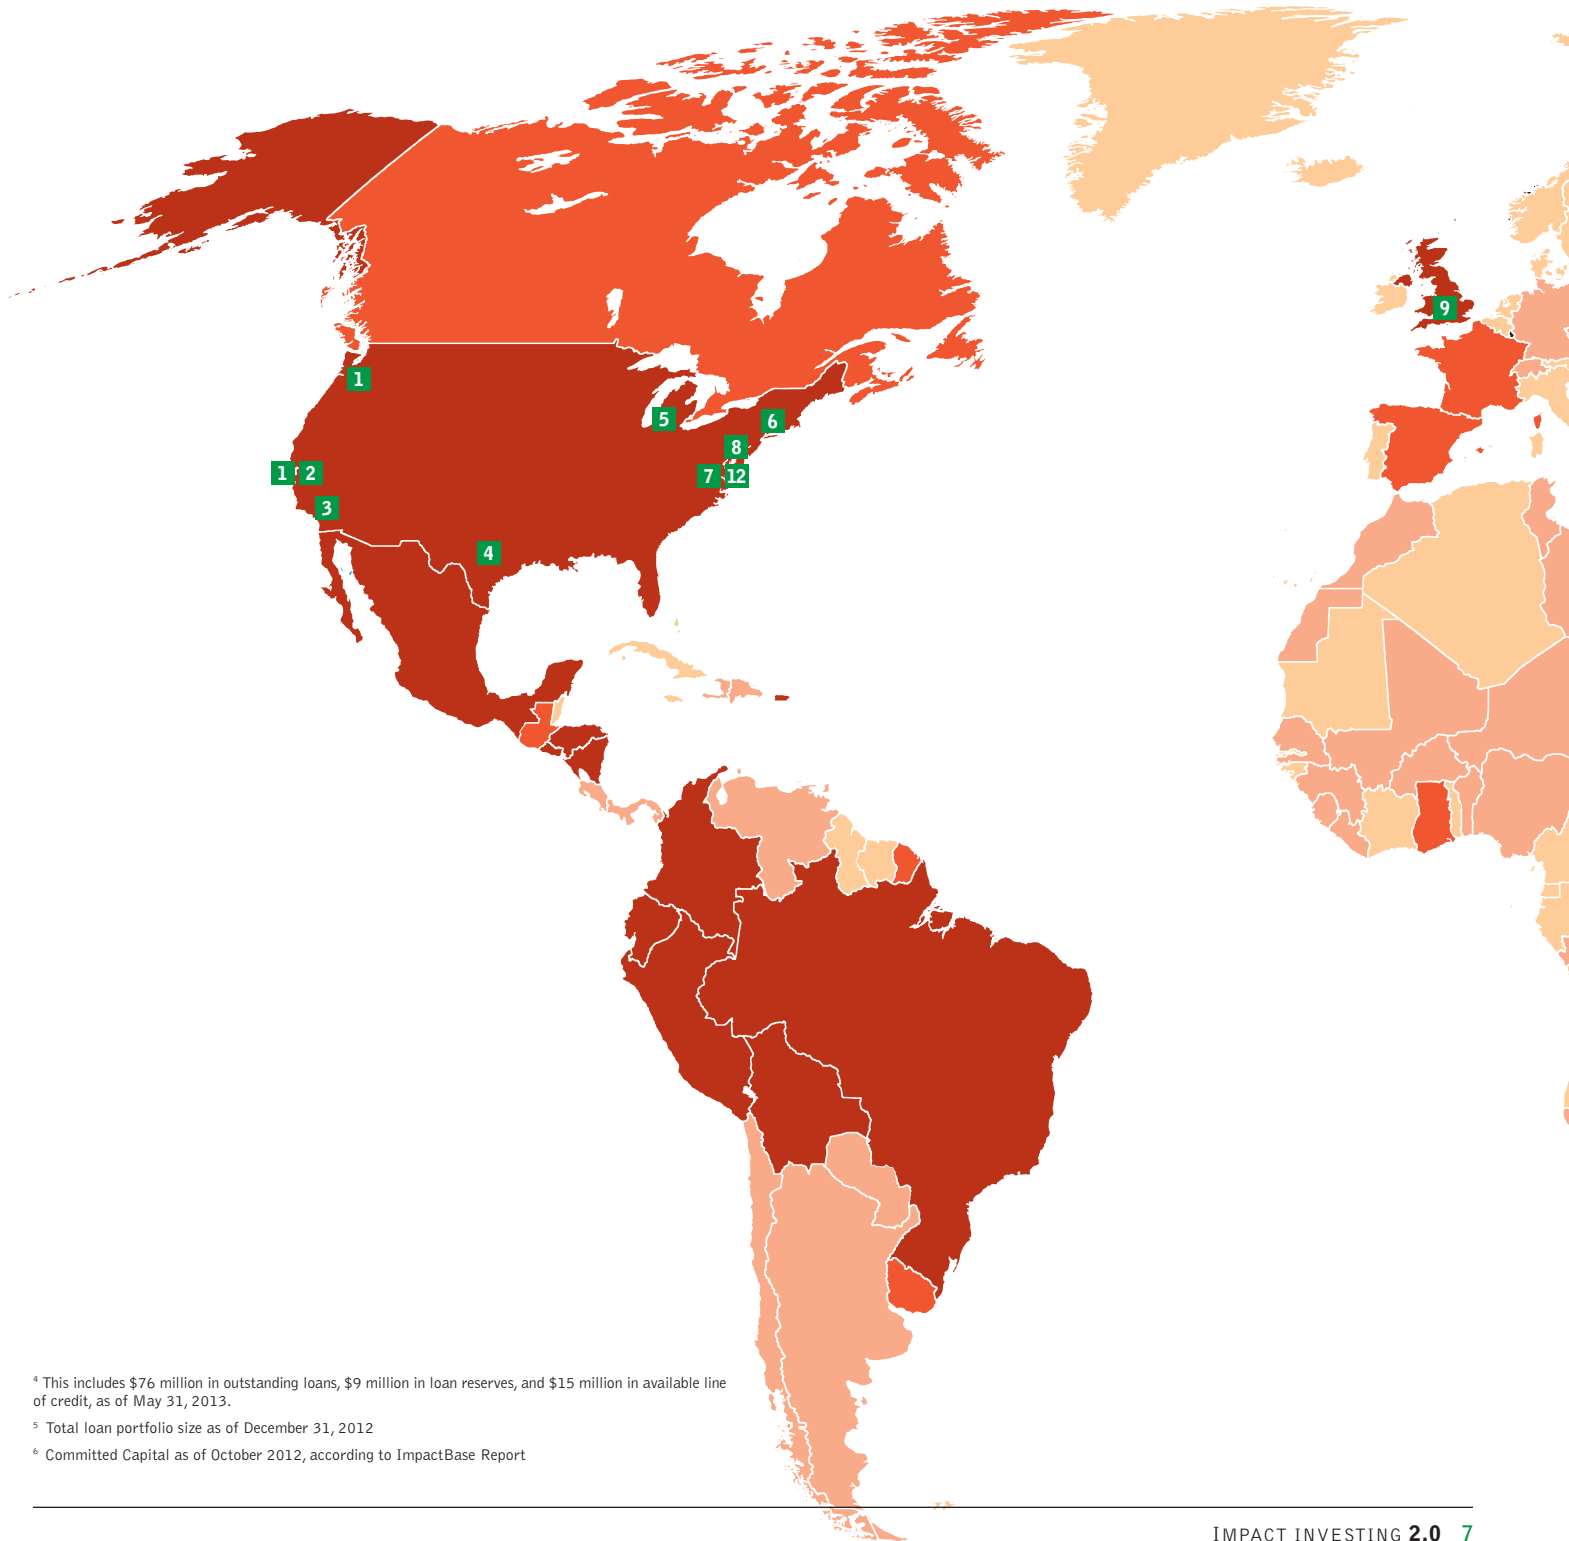 9
1
5
6
8
1 2
7 12
3
4
4 This includes $76 million in outstanding loans, $9 million in loan reserves, and $15 million in available line
of credit, as of May 31, 2013.
5 Total loan portfolio size as of December 31, 2012
6 Committed Capital as of October 2012, according to ImpactBase Report
IMPACT INVESTING 2.0 7